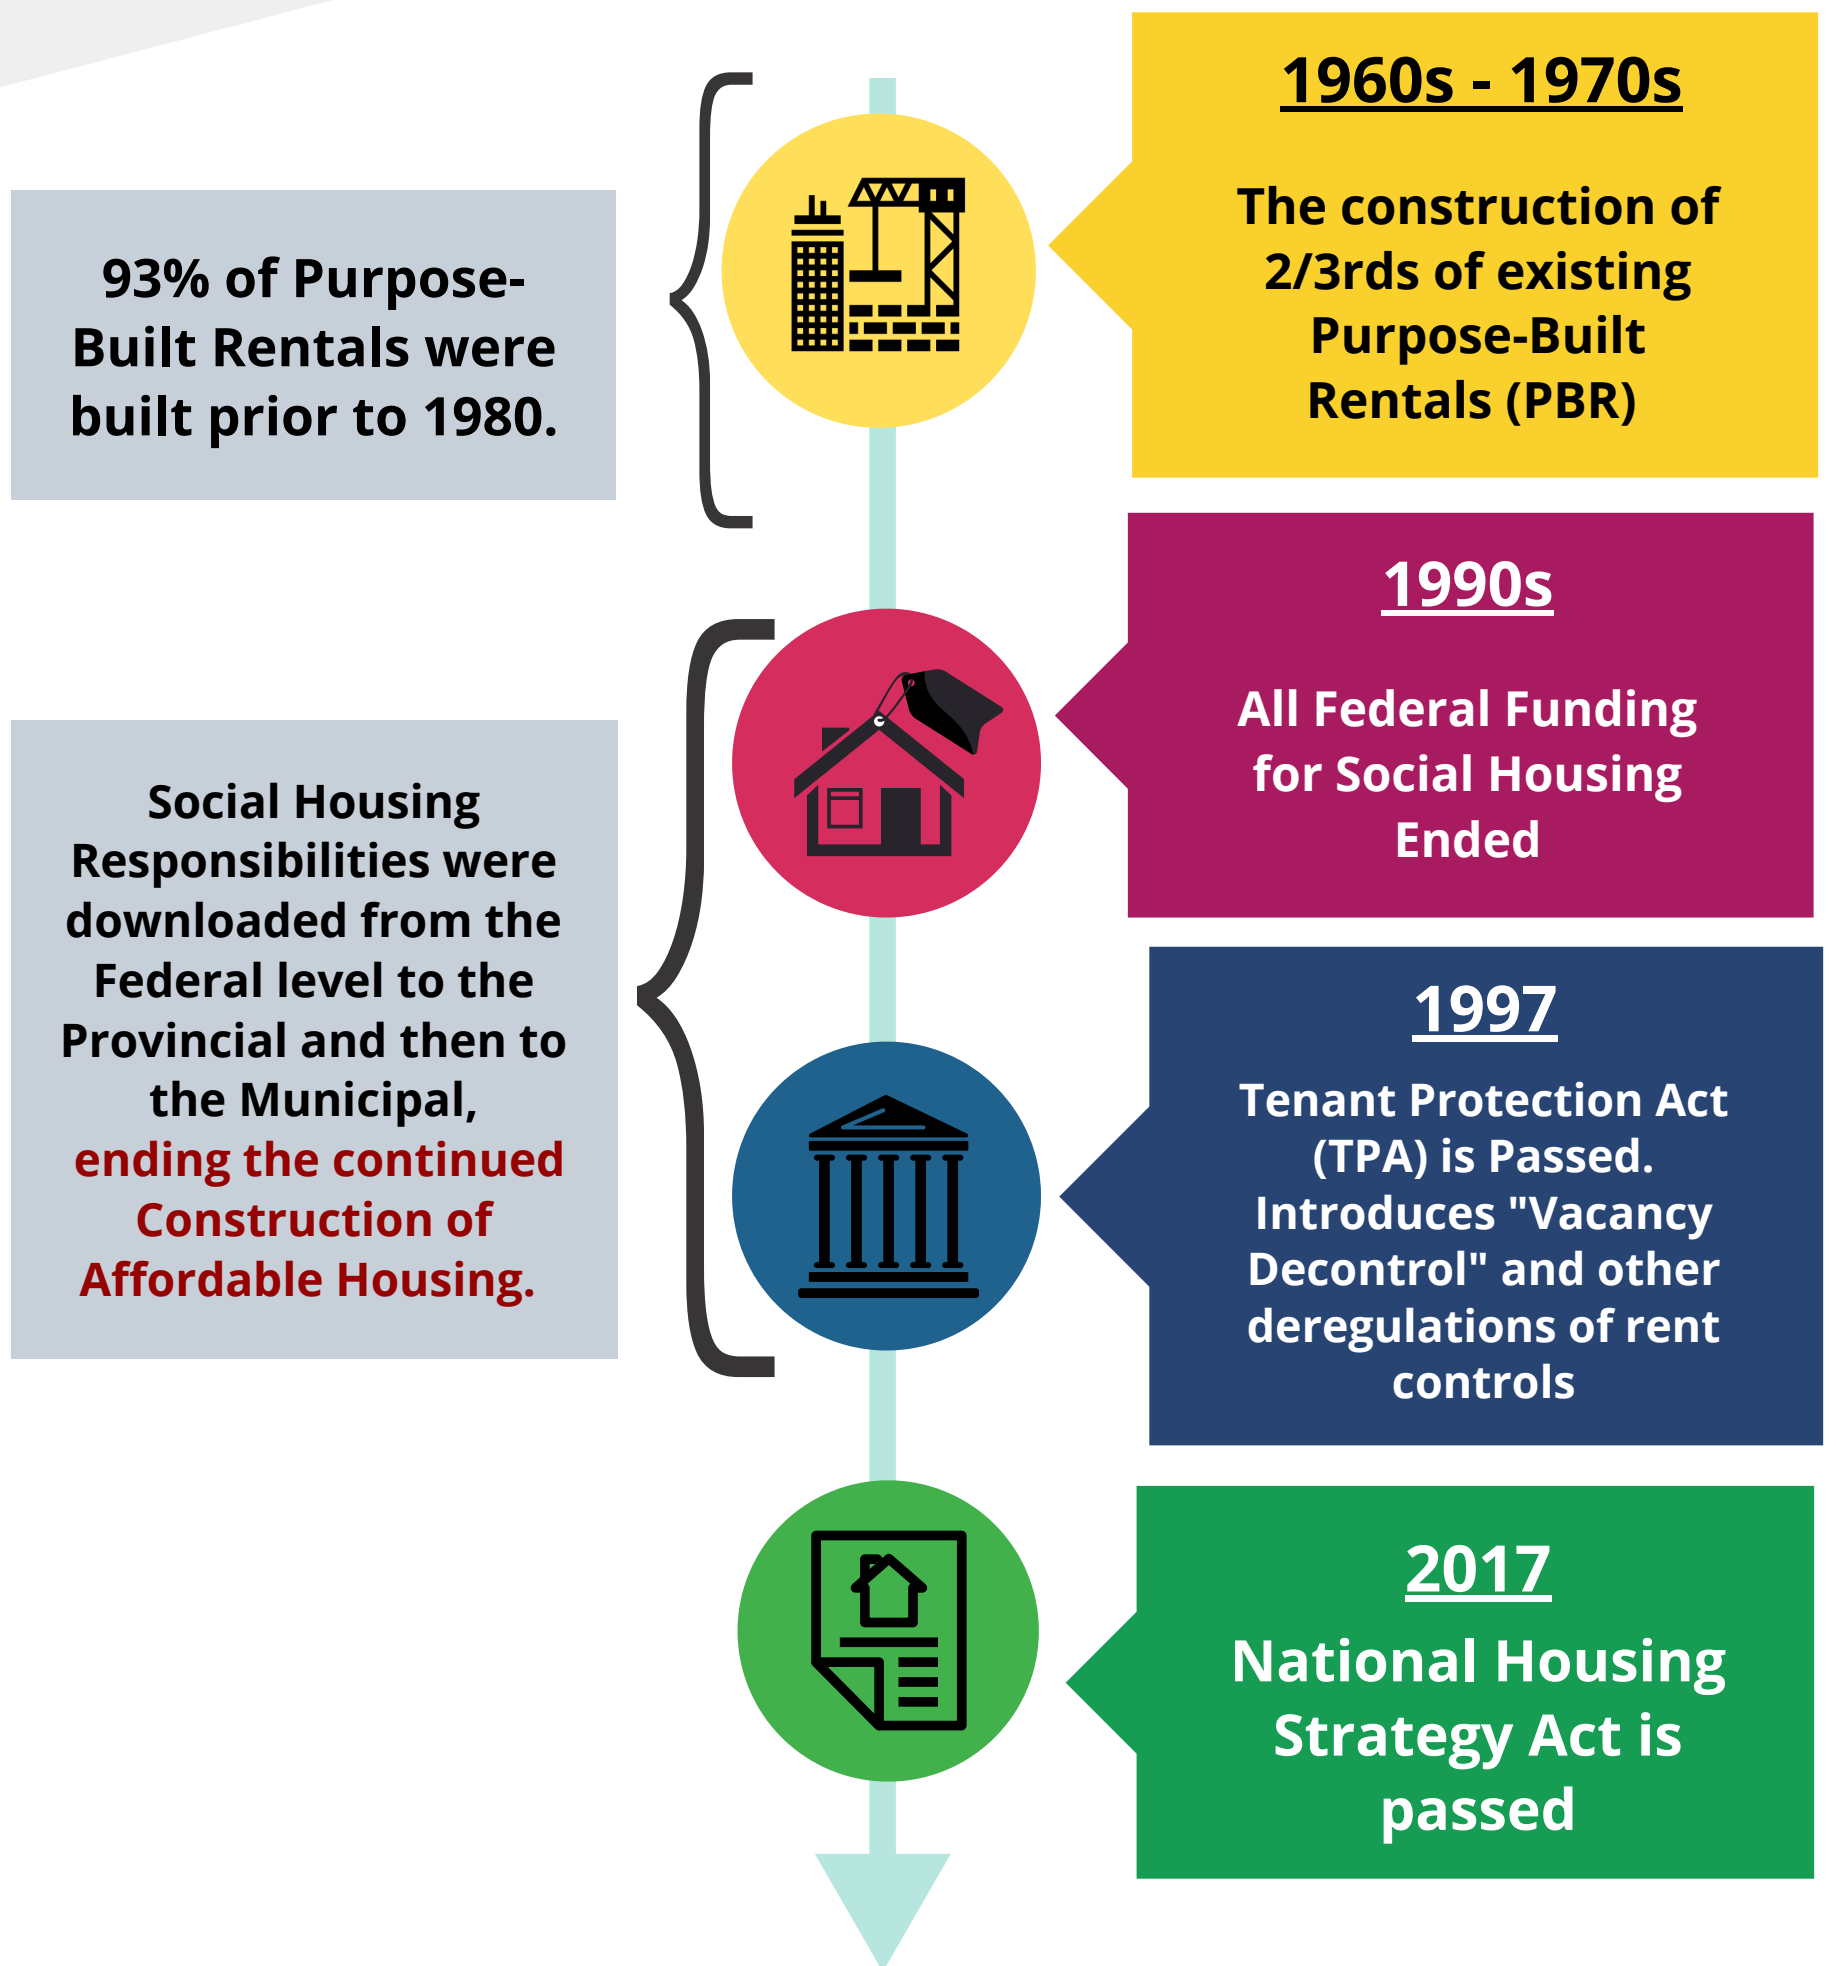 1960s - 1970s
The construction of
2/3rds of existing
Purpose-Built
Rentals (PBR)
93% of Purpose-
Built Rentals were
built prior to 1980.
1990s
All Federal Funding
for Social Housing
Ended
Social Housing
Responsibilities were
downloaded from the
Federal level to the
Provincial and then to
the Municipal,
ending the continued
Construction of
Affordable Housing.
1997
Tenant Protection Act
(TPA) is Passed.
Introduces "Vacancy
Decontrol" and other
deregulations of rent
controls
2017
National Housing
Strategy Act is
passed